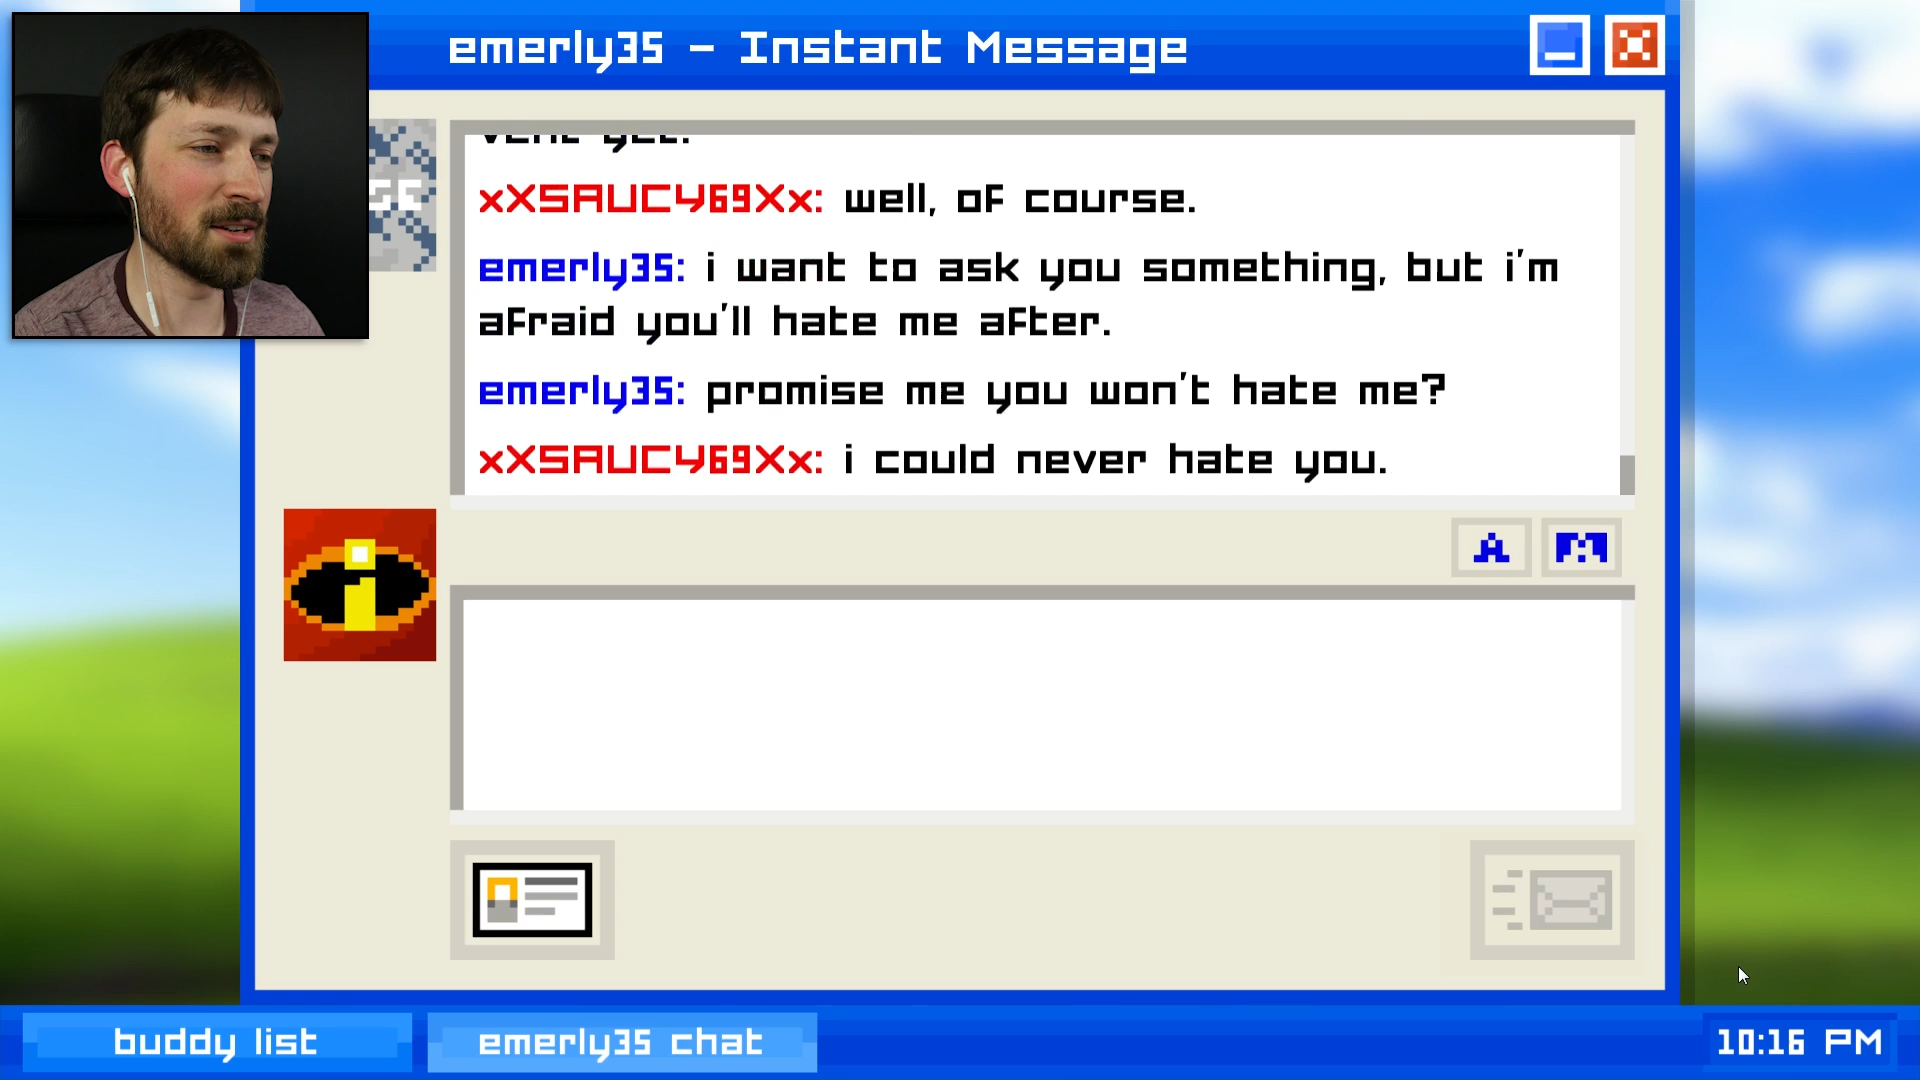 emerly35 - Instant Message
xXSAUCY69Xx: well, of course.
emerly35: i want to ask you something, but i'm
afraid you'll hate me after.
emerly35: promise me you won't hate me?
xXSAUCY69Xx: i could never hate you.
A
buddy list
emerly35 chat
10:16 PM